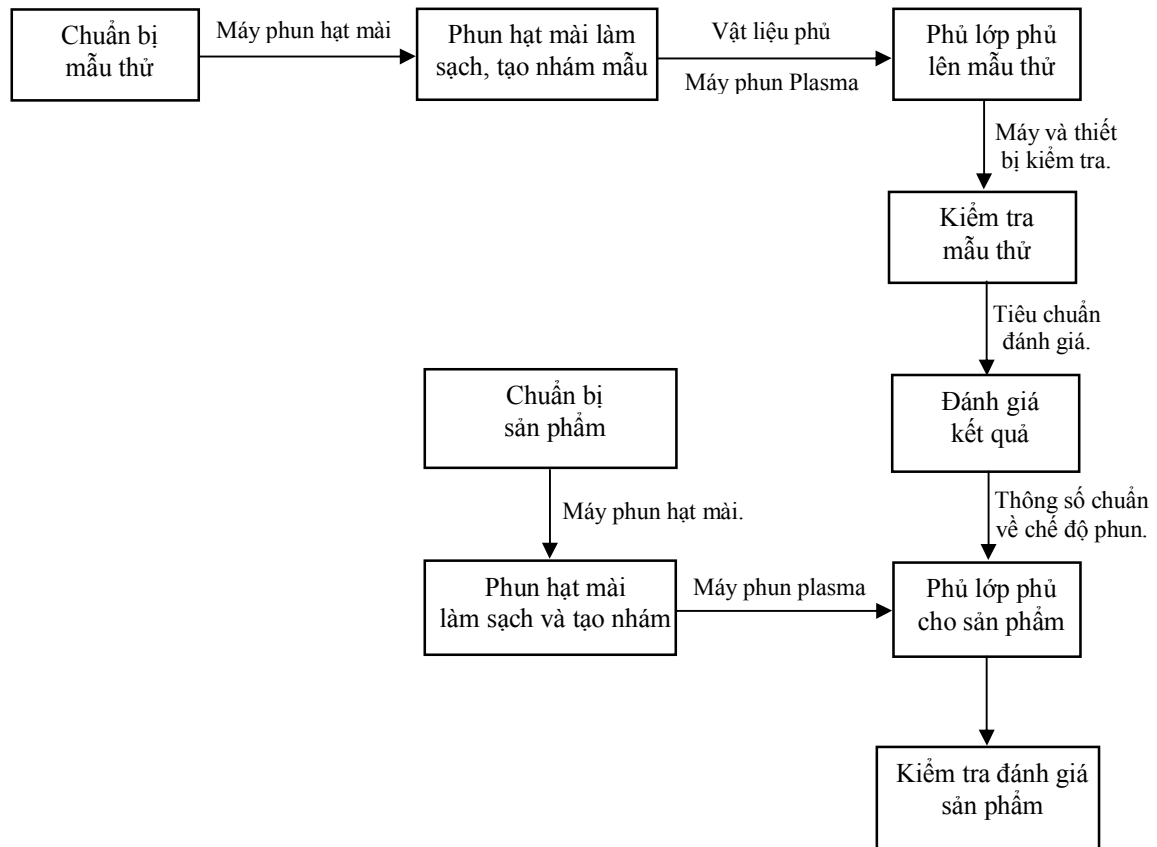 Chuẩn bị
mẫu thử
Máy phun hạt mài
Phun hạt mài làm
sạch, tạo nhám mẫu
Vật liệu phủ
Máy phun Plasma
Phủ lớp phủ
lên mẫu thử
Máy và thiết
bị kiểm tra.
Kiểm tra
mẫu thử
Tiêu chuẩn
đánh giá.
Chuẩn bị
sản phẩm
Đánh giá
kết quả
Máy phun hạt mài.
Thông số chuẩn
về chế độ phun.
Phun hạt mài
làm sạch và tạo nhám
Máy phun plasma
Phủ lớp phủ
cho sản phẩm
Kiểm tra đánh giá
sản phẩm